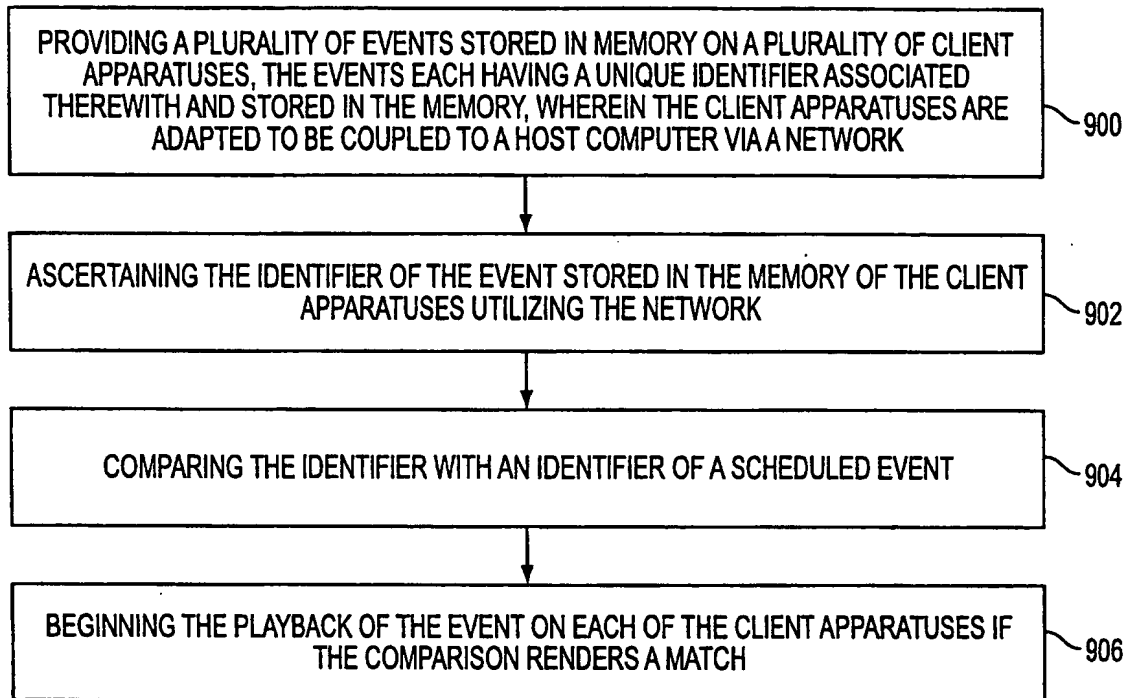 PROVIDING A PLURALITY OF EVENTS STORED IN MEMORY ON A PLURALITY OF CLIENT
APPARATUSES, THE EVENTS EACH HAVING A UNIQUE IDENTIFIER ASSOCIATED
THEREWITH AND STORED IN THE MEMORY, WHEREIN THE CLIENT APPARATUSES ARE
ADAPTED TO BE COUPLED TO A HOST COMPUTER VIA A NETWORK
900
ASCERTAINING THE IDENTIFIER OF THE EVENT STORED IN THE MEMORY OF THE CLIENT
APPARATUSES UTILIZING THE NETWORK
902
COMPARING THE IDENTIFIER WITH AN IDENTIFIER OF A SCHEDULED EVENT
904
BEGINNING THE PLAYBACK OF THE EVENT ON EACH OF THE CLIENT APPARATUSES IF
THE COMPARISON RENDERS A MATCH
906